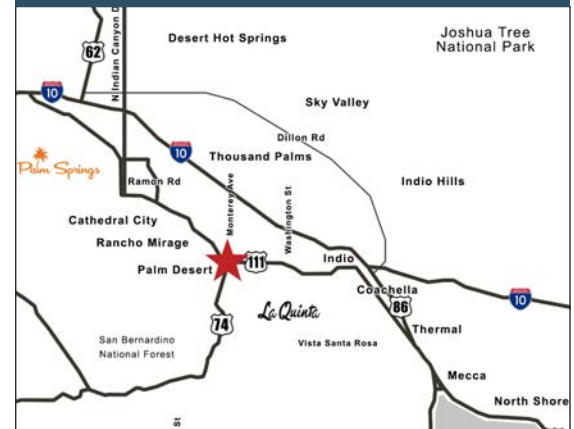 Joshua Tree
National Park
Desert Hot Springs
62
N Indian Canyon D
10
Sky Valley
Dillon Rd
10
Thousand Palms
Palm Springs
Ramon Rd
Indio Hills
Monterey Ave
Washington St
Cathedral City
Rancho Mirage
111
Indio
Palm Desert
Coachella
10
86
La Quinta
74
Thermal
San Bernardino
National Forest
Vista Santa Rosa
Mecca
North Shore
St